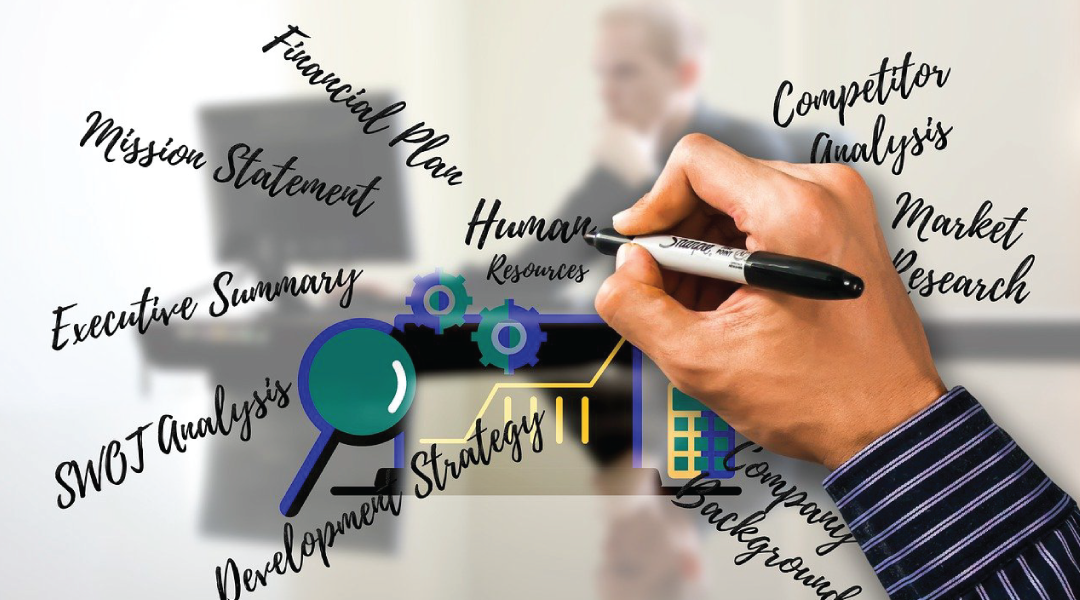 Financial Plan
Mission Statement
Competitor
Analysis
Human
Resources
Market
Research
Executive Summary
SWOT Analysis
Development Strategy
Company
Background